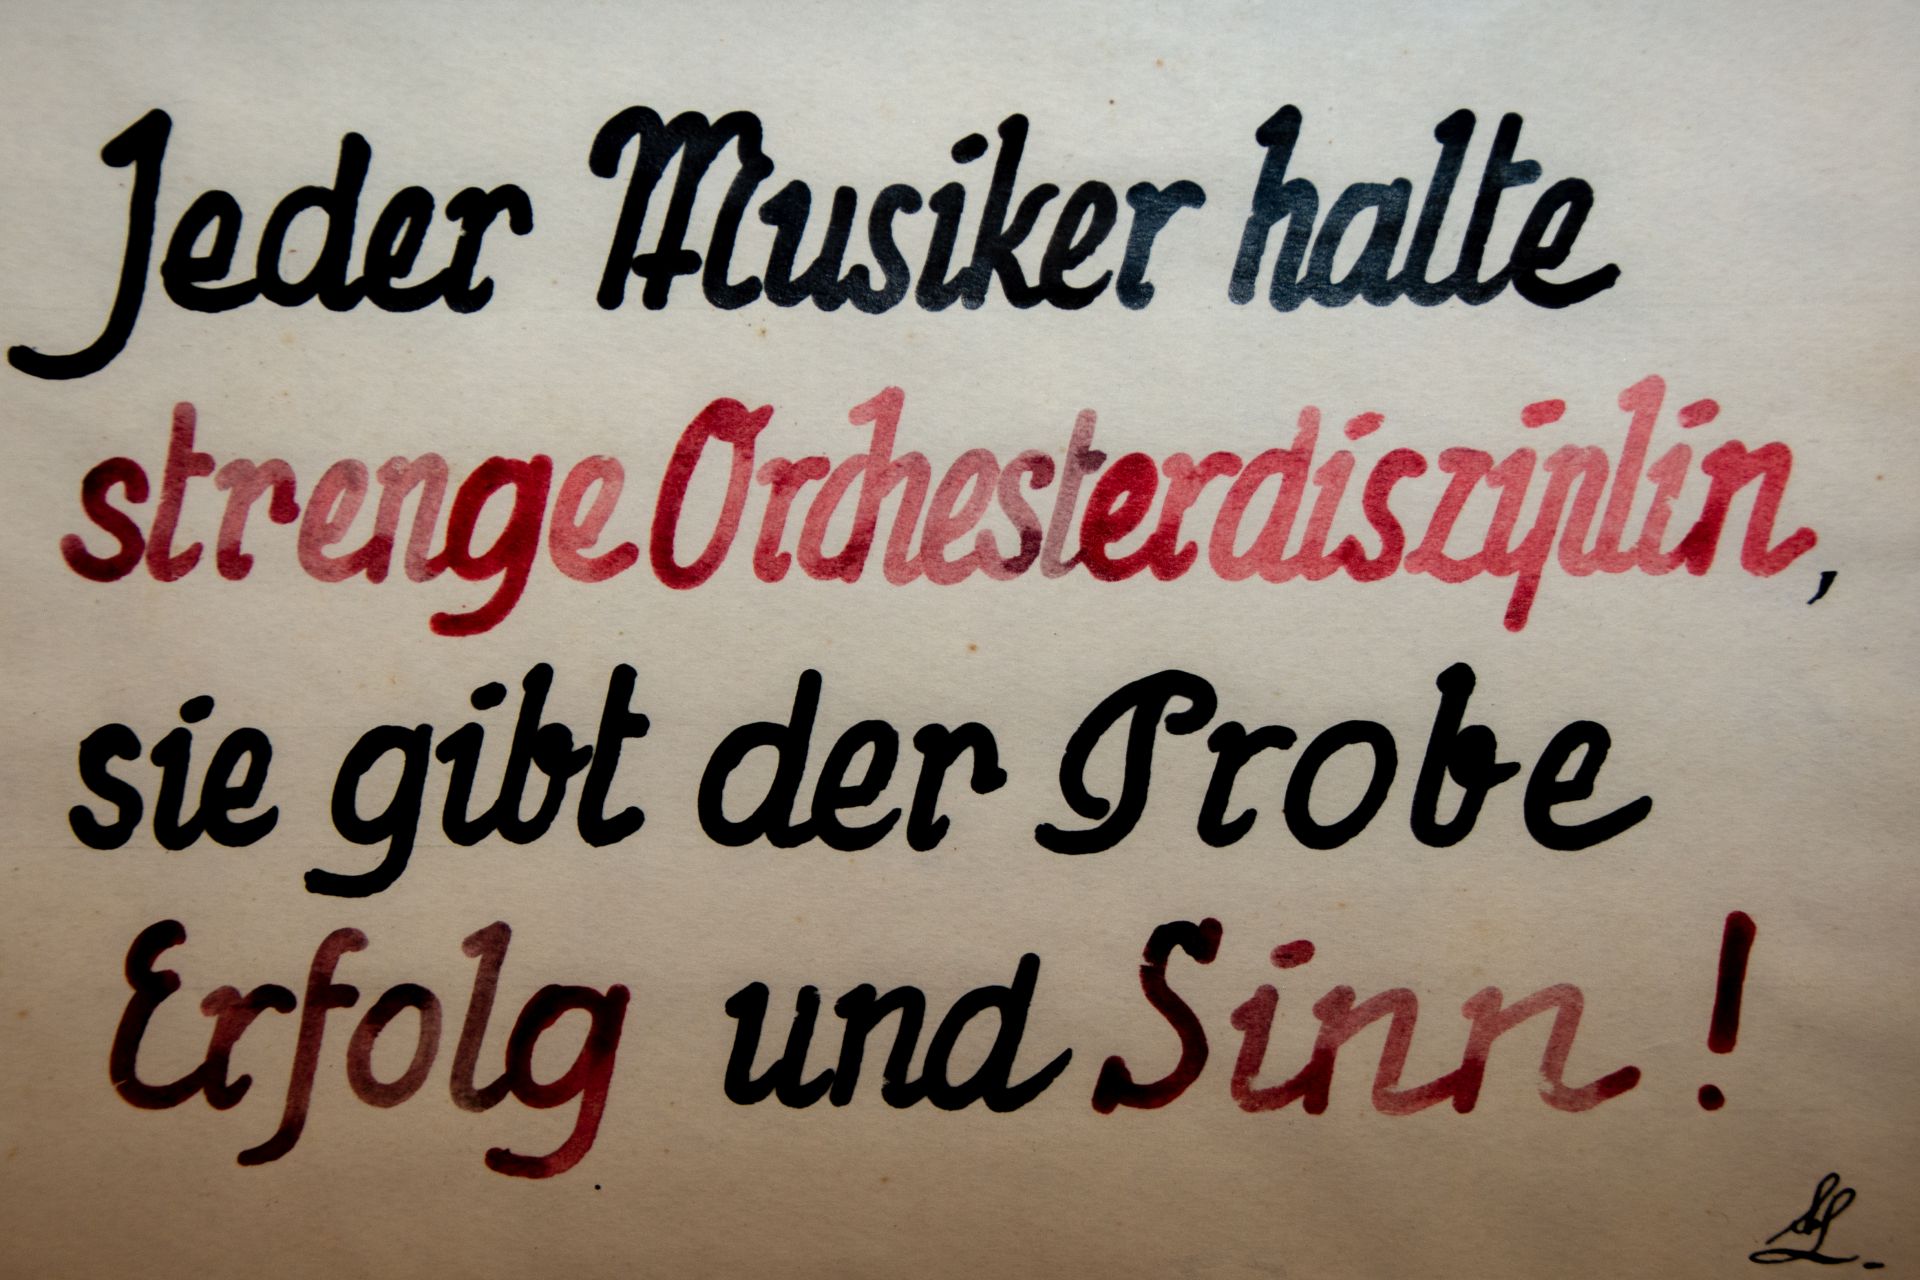 Jeder Musiker halte
strenge Orchesterdisziplin,
sie gibt der Probe
Erfolg und Sinn!